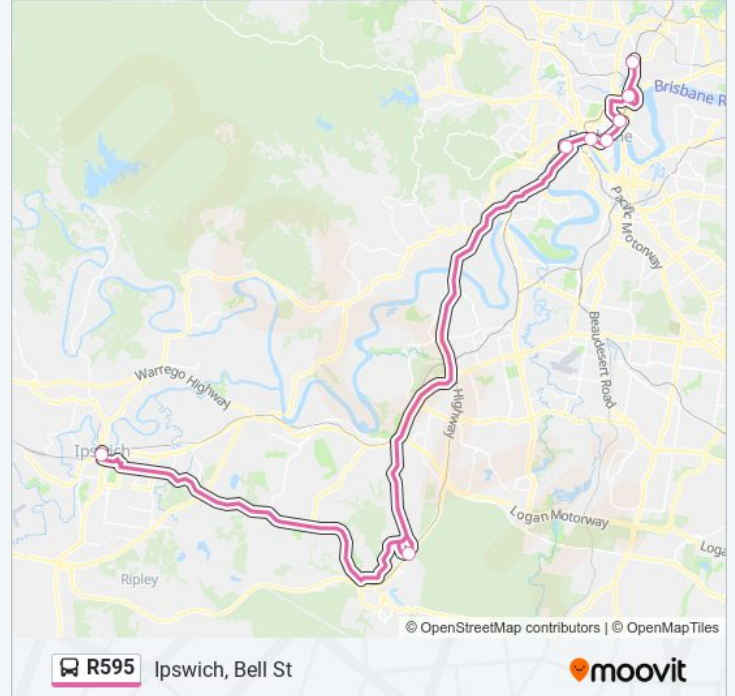 Brisbane R
Pacific Motorway
Beaudesert Road
Warrego Highway
Highway
Ipswich
Logan Motorway
Loga
Ripley
© OpenStreetMap contributors | © OpenMapTiles
R595 Ipswich, Bell St moovit